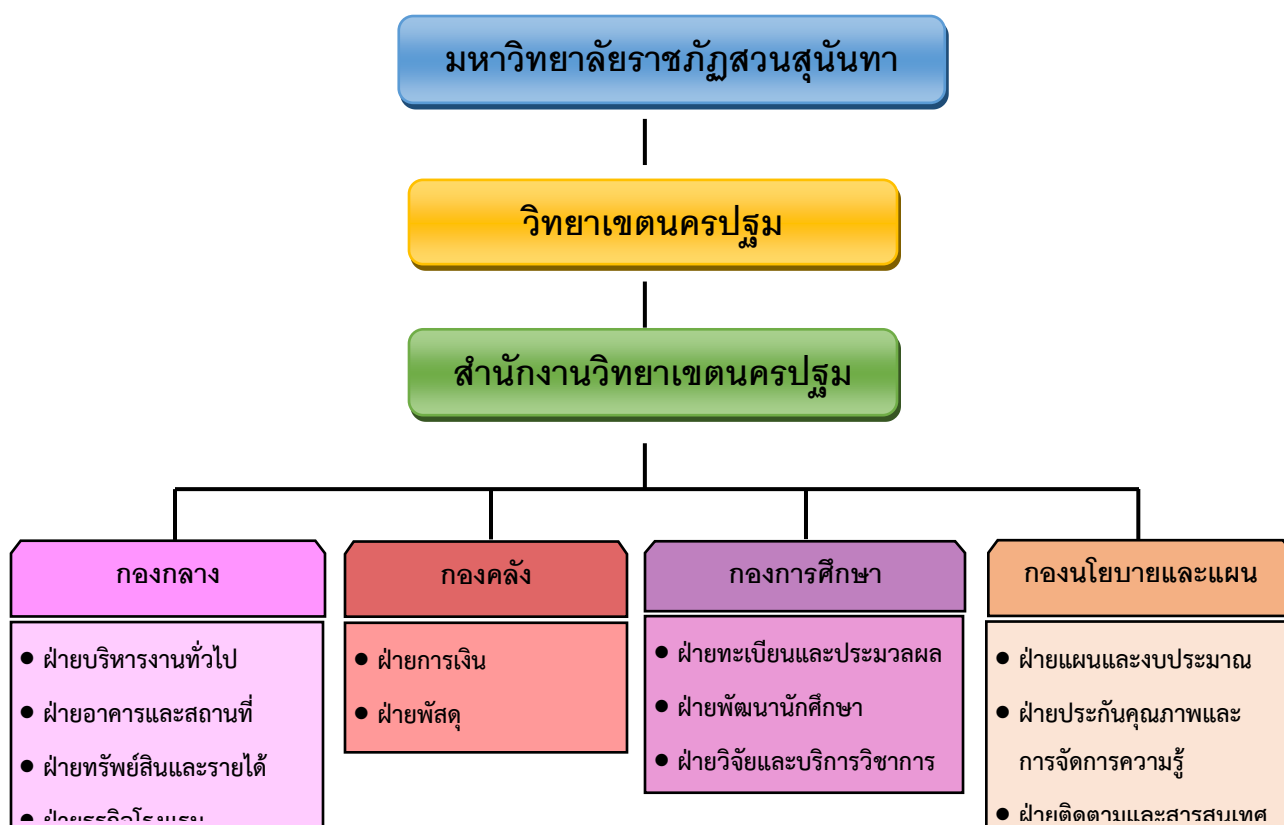 มหาวิทยาลัยราชภัฏสวนสุนันทา
วิทยาเขตนครปฐม
สำนักงานวิทยาเขตนครปฐม
กองกลาง
● ฝ่ายบริหารงานทั่วไป
● ฝ่ายอาคารและสถานที่
● ฝ่ายทรัพย์สินและรายได้
● ฝ่ายธุรกิจโรงแรม
กองคลัง
● ฝ่ายการเงิน
● ฝ่ายพัสดุ
กองการศึกษา
● ฝ่ายทะเบียนและประมวลผล
● ฝ่ายพัฒนานักศึกษา
● ฝ่ายวิจัยและบริการวิชาการ
กองนโยบายและแผน
● ฝ่ายแผนและงบประมาณ
● ฝ่ายประกันคุณภาพและ
การจัดการความรู้
● ฝ่ายติดตามและสารสนเทศ